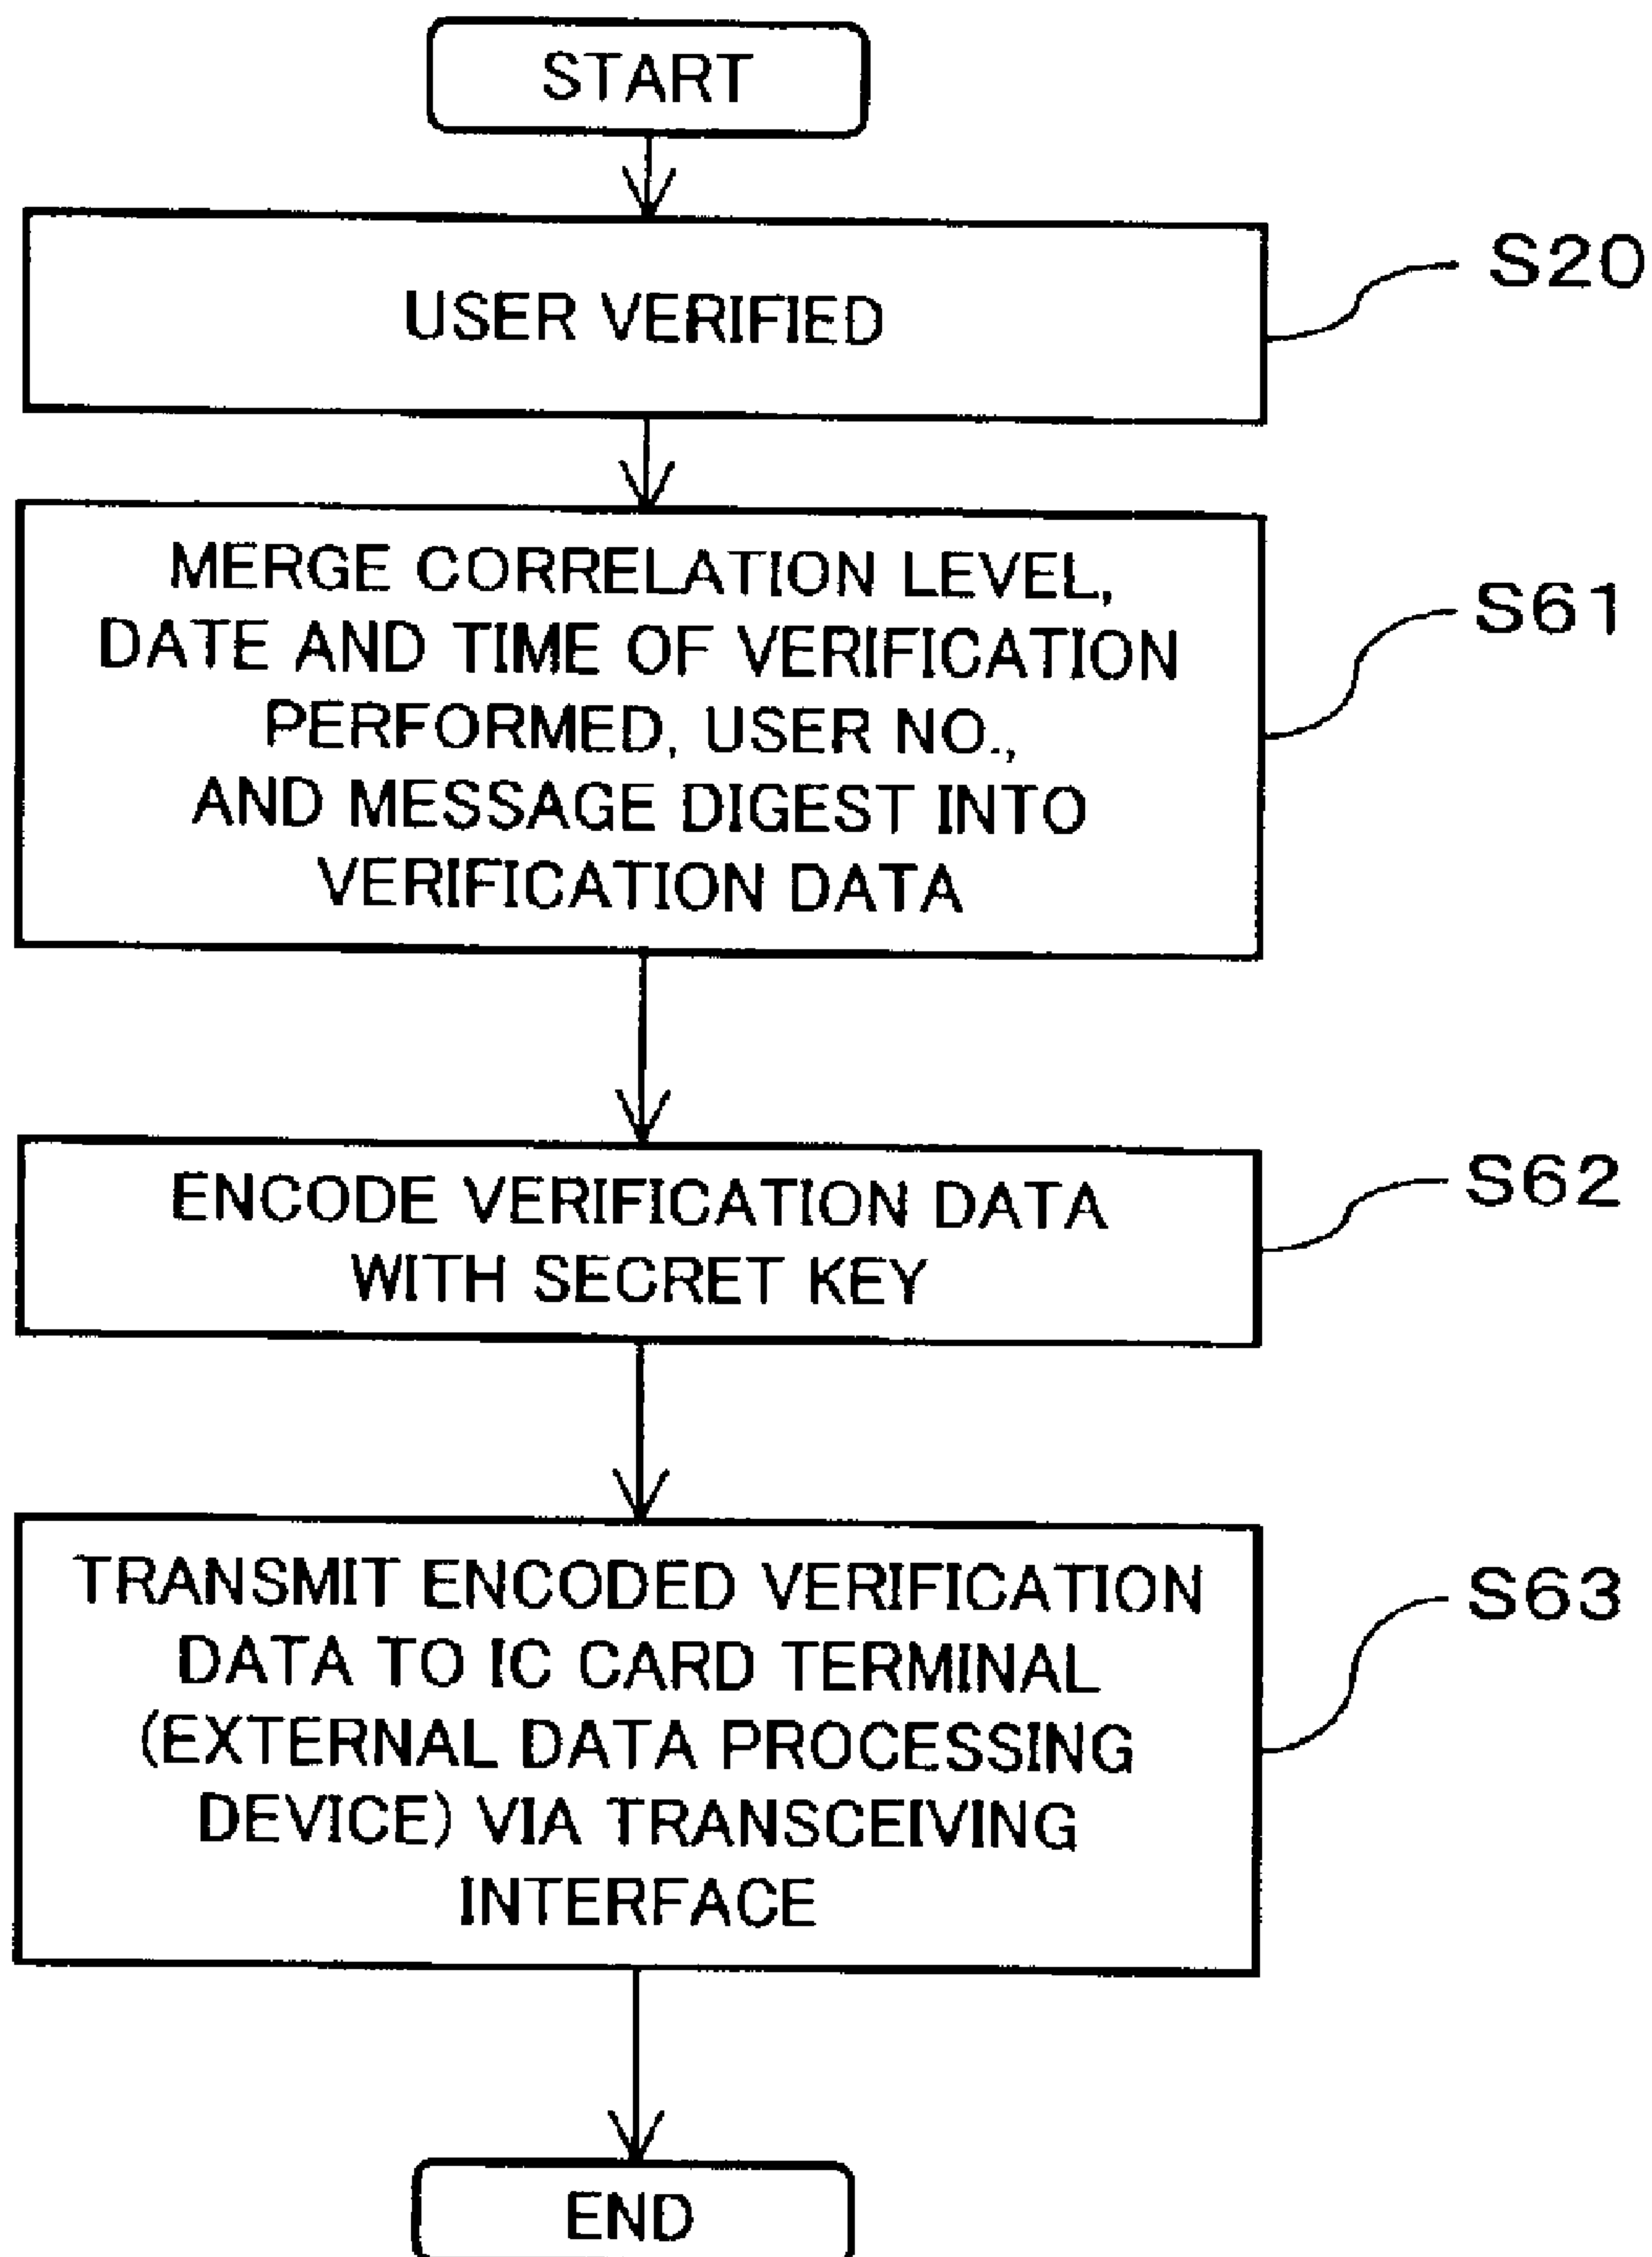 START
USER VERIFIED
S20
MERGE CORRELATION LEVEL,
DATE AND TIME OF VERIFICATION
PERFORMED, USER NO.,
AND MESSAGE DIGEST INTO
VERIFICATION DATA
S61
ENCODE VERIFICATION DATA
WITH SECRET KEY
S62
TRANSMIT ENCODED VERIFICATION
DATA TO IC CARD TERMINAL
(EXTERNAL DATA PROCESSING
DEVICE) VIA TRANSCEIVING
INTERFACE
S63
END